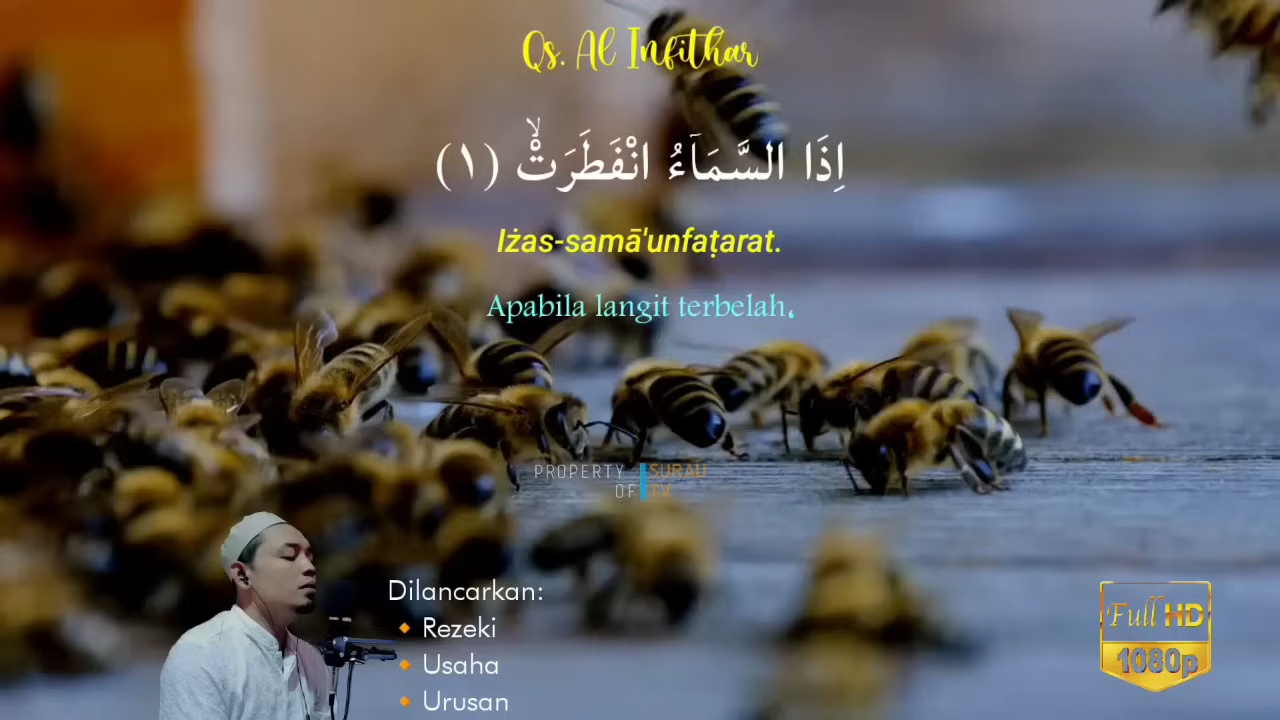 Qs. Al Infithar
اِذَا السَّمَاۤءُ انْفَطَرَتْۙ (١)
Iżas-samā'unfaṭarat.
Apabila langit terbelah,
PROPERTY OF
SURAU TV
Dilancarkan:
🔸 Rezeki
🔸 Usaha
🔸 Urusan
Full HD
1080p